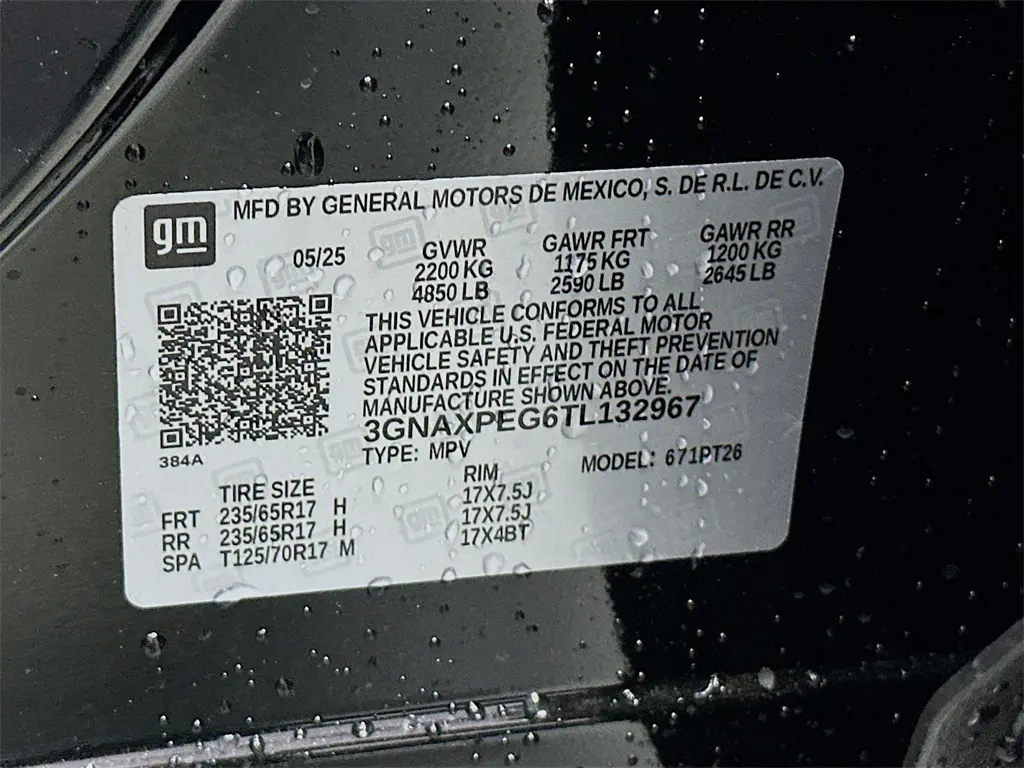 gm
MFD BY GENERAL MOTORS DE MEXICO, S. DE R.L. DE C.V.
05/25
GVWR
2200 KG
4850 LB
GAWR FRT
1175 KG
2590 LB
GAWR RR
1200 KG
2645 LB
THIS VEHICLE CONFORMS TO ALL
APPLICABLE U.S. FEDERAL MOTOR
VEHICLE SAFETY AND THEFT PREVENTION
STANDARDS IN EFFECT ON THE DATE OF
MANUFACTURE SHOWN ABOVE.
3GNAXPEG6TL132967
384A
TYPE: MPV
MODEL: 671PT26
TIRE SIZE RIM
FRT 235/65R17 H 17X7.5J
RR 235/65R17 H 17X7.5J
SPA T125/70R17 M 17X4BT